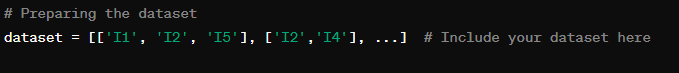 # Preparing the dataset
dataset = [['I1', 'I2', 'I5'], ['I2','I4'], ...]  # Include your dataset here